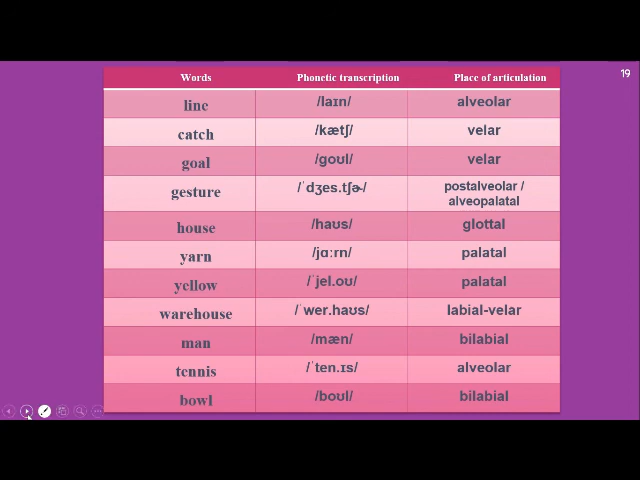 19
Words Phonetic transcription Place of articulation
line /laɪn/ alveolar
catch /kætʃ/ velar
goal /goʊl/ velar
gesture /ˈdʒes.tʃɚ/ postalveolar /
alveopalatal
house /haʊs/ glottal
yarn /jɑːrn/ palatal
yellow /ˈjel.oʊ/ palatal
warehouse /ˈwer.haʊs/ labial-velar
man /mæn/ bilabial
tennis /ˈten.ɪs/ alveolar
bowl /boʊl/ bilabial